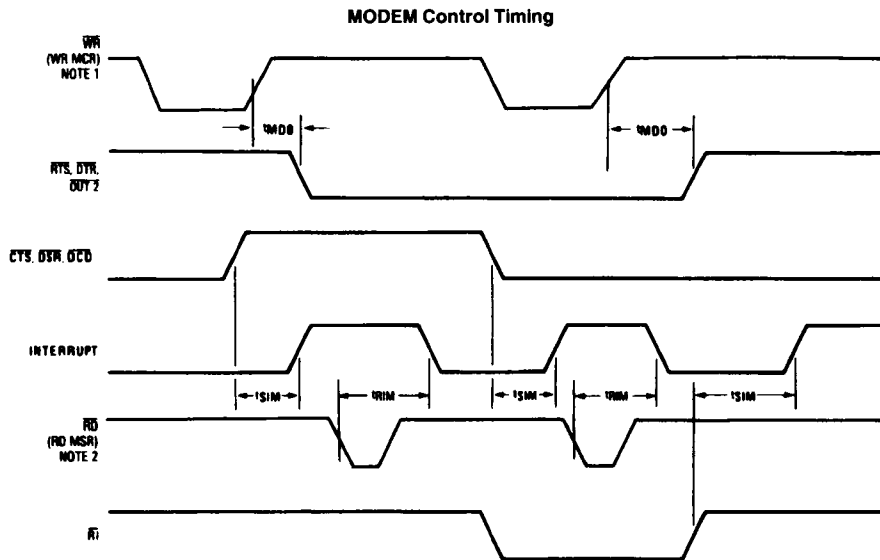 MODEM Control Timing
WR
(WR MCR)
NOTE 1
tMDO
tMDO
RTS, DTR,
OUT 2
CTS, DSR, DCD
INTERRUPT
tSIM
tRIM
tSIM
tRIM
tSIM
RD
(RD MSR)
NOTE 2
RI